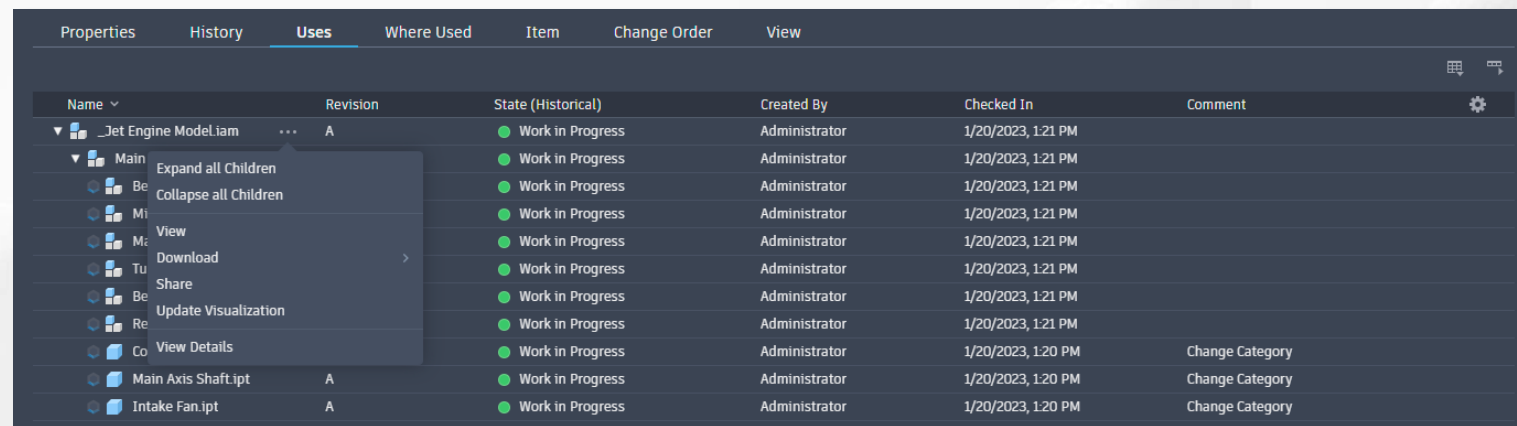 Properties History Uses Where Used Item Change Order View
Name Revision State (Historical) Created By Checked In Comment
_Jet Engine Model.iam ... A Work in Progress Administrator 1/20/2023, 1:21 PM
Main Work in Progress Administrator 1/20/2023, 1:21 PM
Be Work in Progress Administrator 1/20/2023, 1:21 PM
Mi Work in Progress Administrator 1/20/2023, 1:21 PM
Ma Work in Progress Administrator 1/20/2023, 1:21 PM
Tu Work in Progress Administrator 1/20/2023, 1:21 PM
Be Work in Progress Administrator 1/20/2023, 1:21 PM
Re Work in Progress Administrator 1/20/2023, 1:21 PM
Co Work in Progress Administrator 1/20/2023, 1:20 PM Change Category
Main Axis Shaft.ipt A Work in Progress Administrator 1/20/2023, 1:20 PM Change Category
Intake Fan.ipt A Work in Progress Administrator 1/20/2023, 1:20 PM Change Category
Expand all Children
Collapse all Children
View
Download
Share
Update Visualization
View Details